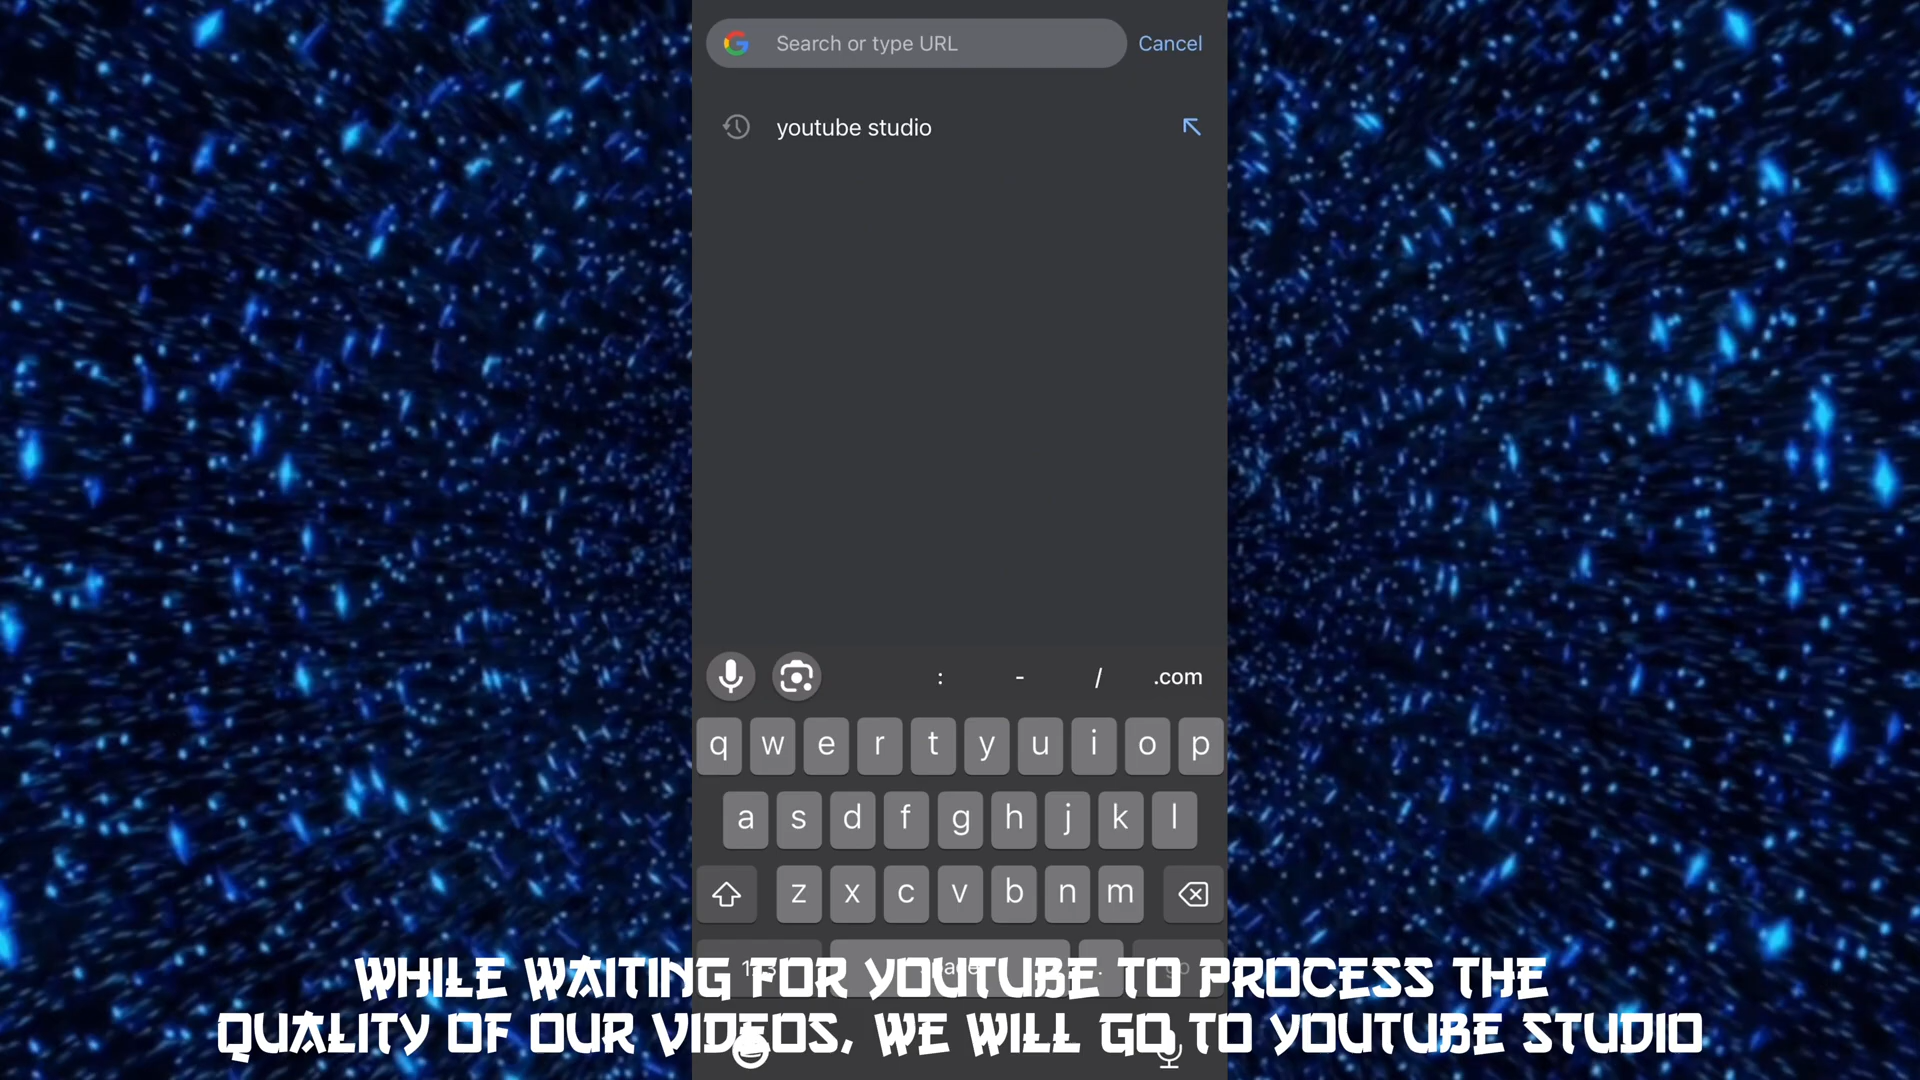 Search or type URL
Cancel
youtube studio
: - / .com
q w e r t y u i o p
a s d f g h j k l
z x c v b n m
WHILE WAITING FOR YOUTUBE TO PROCESS THE
QUALITY OF OUR VIDEOS, WE WILL GO TO YOUTUBE STUDIO